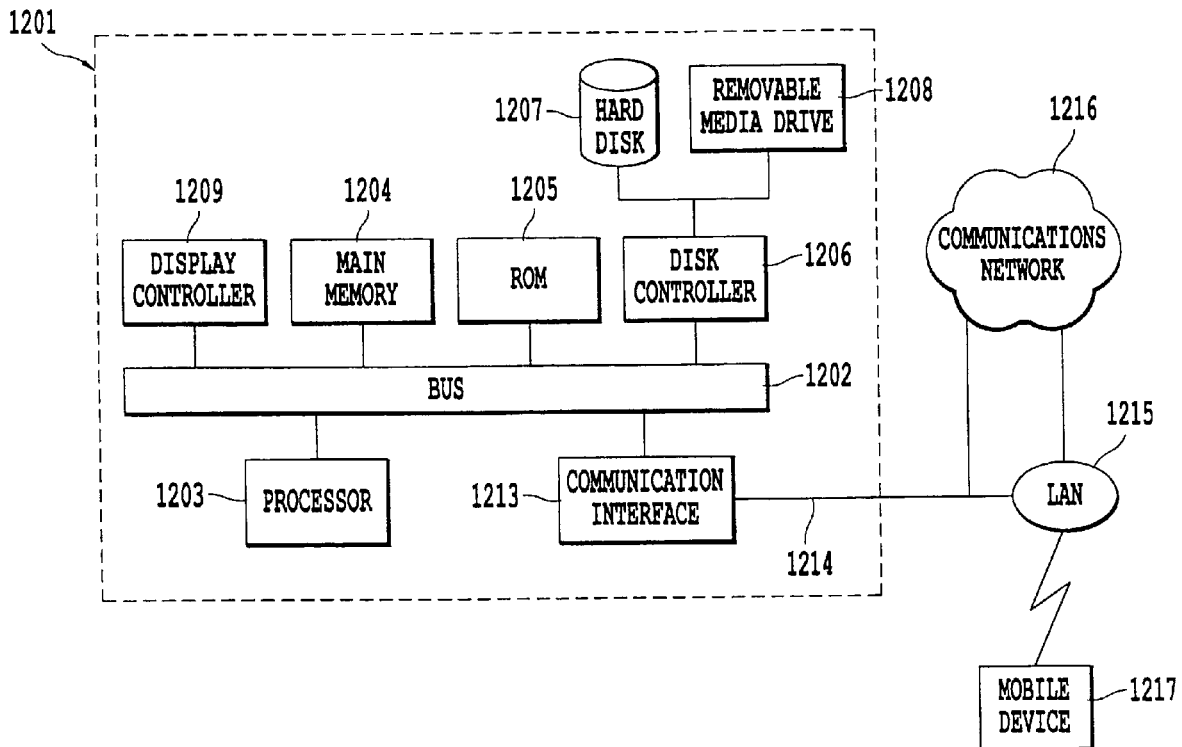 1201
1207
HARD
DISK
REMOVABLE
MEDIA DRIVE
1208
1216
COMMUNICATIONS
NETWORK
1209
1204
1205
DISPLAY
CONTROLLER
MAIN
MEMORY
ROM
DISK
CONTROLLER
1206
BUS
1202
1203
PROCESSOR
1213
COMMUNICATION
INTERFACE
1214
1215
LAN
MOBILE
DEVICE
1217